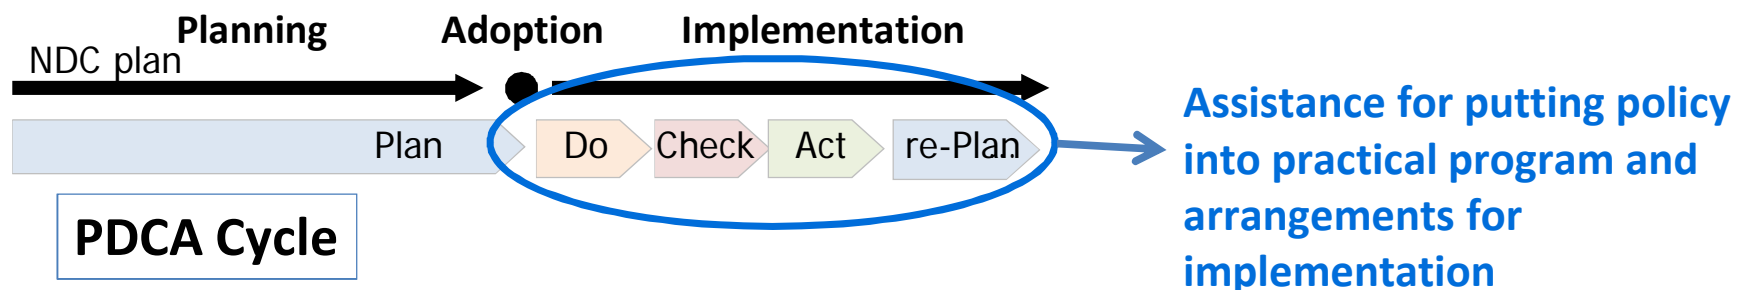 Planning Adoption Implementation
NDC plan
Plan Do Check Act re-Plan..
PDCA Cycle
Assistance for putting policy
into practical program and
arrangements for
implementation